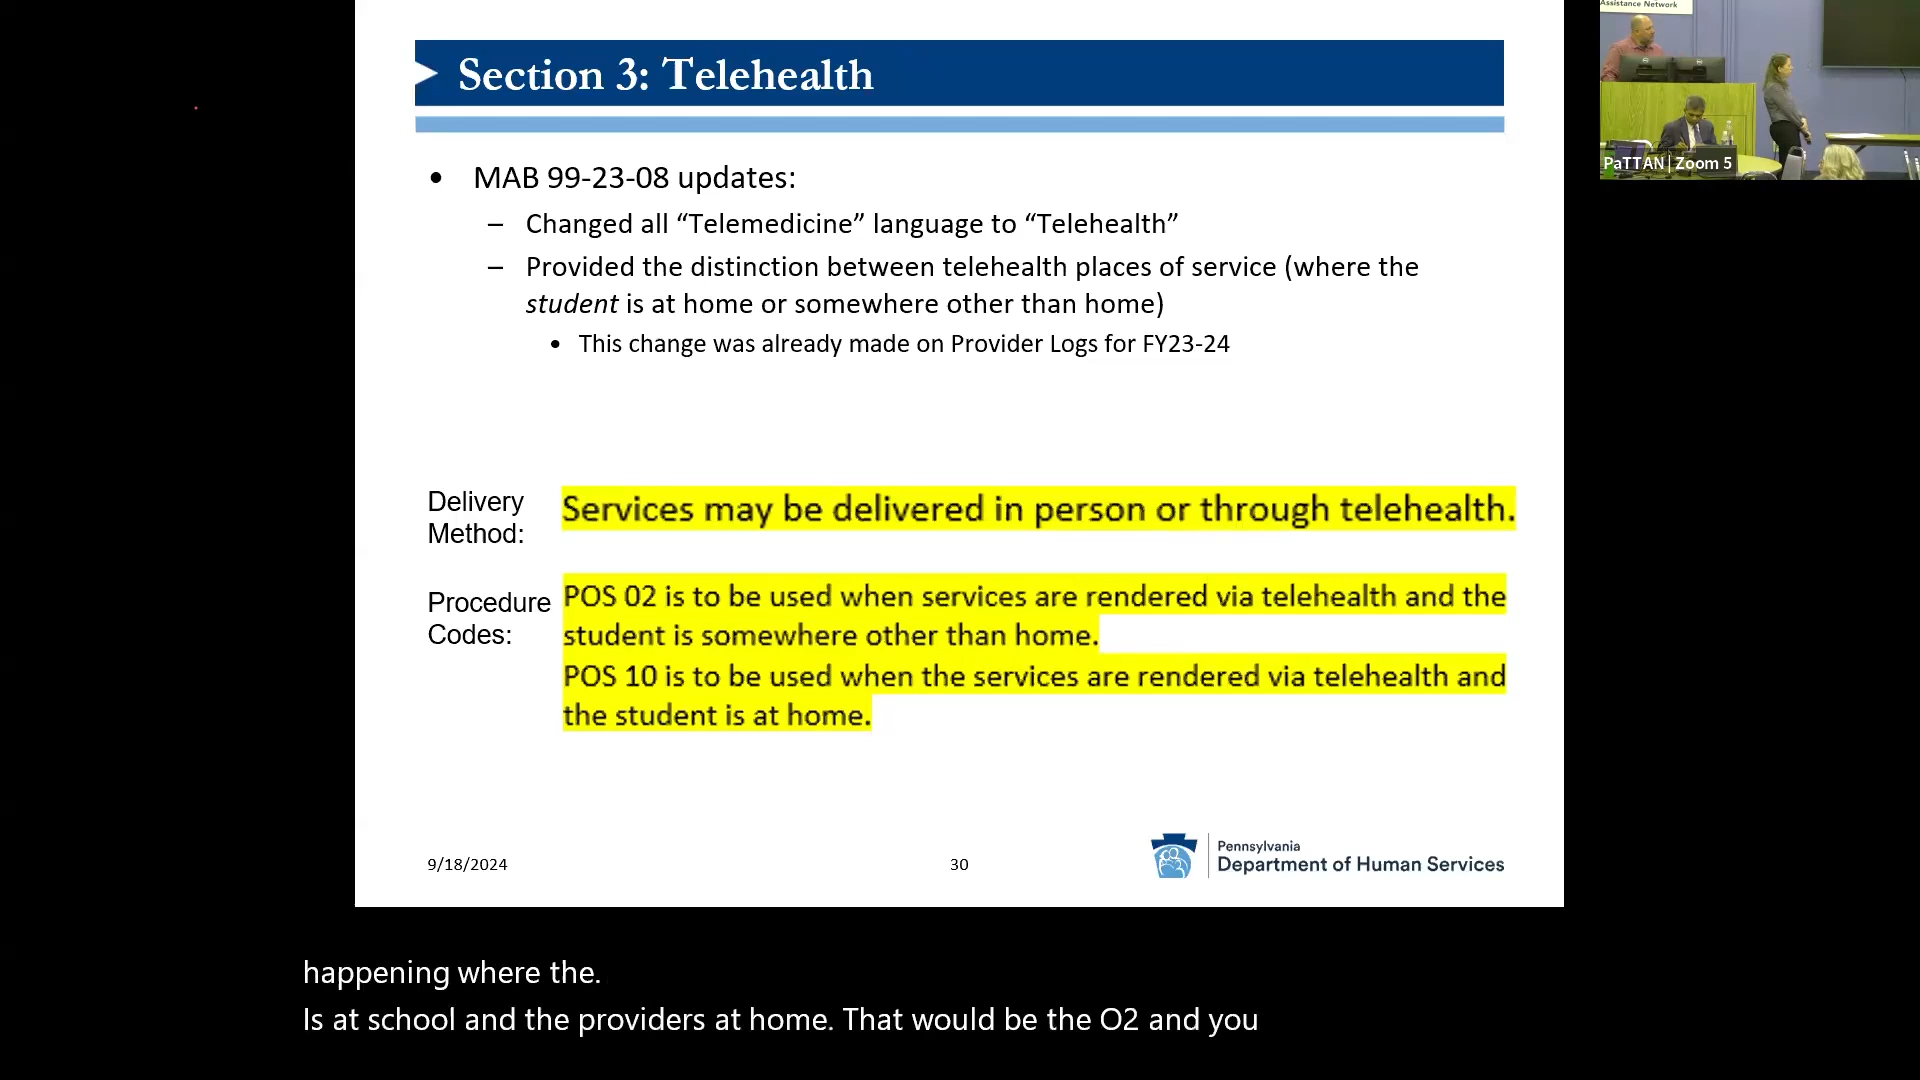 Assistance Network
Section 3: Telehealth
PaTTAN | Zoom 5
• MAB 99-23-08 updates:
– Changed all “Telemedicine” language to “Telehealth”
– Provided the distinction between telehealth places of service (where the
student is at home or somewhere other than home)
• This change was already made on Provider Logs for FY23-24
Delivery
Method:
Services may be delivered in person or through telehealth.
Procedure
Codes:
POS 02 is to be used when services are rendered via telehealth and the
student is somewhere other than home.
POS 10 is to be used when the services are rendered via telehealth and
the student is at home.
9/18/2024
30
Pennsylvania
Department of Human Services
happening where the.
Is at school and the providers at home. That would be the O2 and you